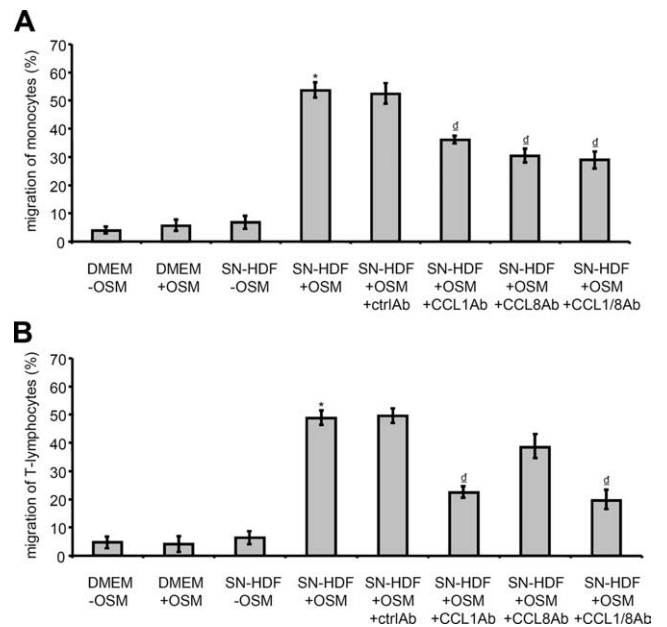 A
migration of monocytes (%)
70
60
50
40
30
20
10
0
*
d
d
d
DMEM DMEM SN-HDF SN-HDF SN-HDF SN-HDF SN-HDF SN-HDF
-OSM +OSM -OSM +OSM +OSM +OSM +OSM +OSM
+ctrlAb +CCL1Ab +CCL8Ab +CCL1/8Ab
B
migration of T-lymphocytes (%)
70
60
50
40
30
20
10
0
*
d
d
DMEM DMEM SN-HDF SN-HDF SN-HDF SN-HDF SN-HDF SN-HDF
-OSM +OSM -OSM +OSM +OSM +OSM +OSM +OSM
+ctrlAb +CCL1Ab +CCL8Ab +CCL1/8Ab